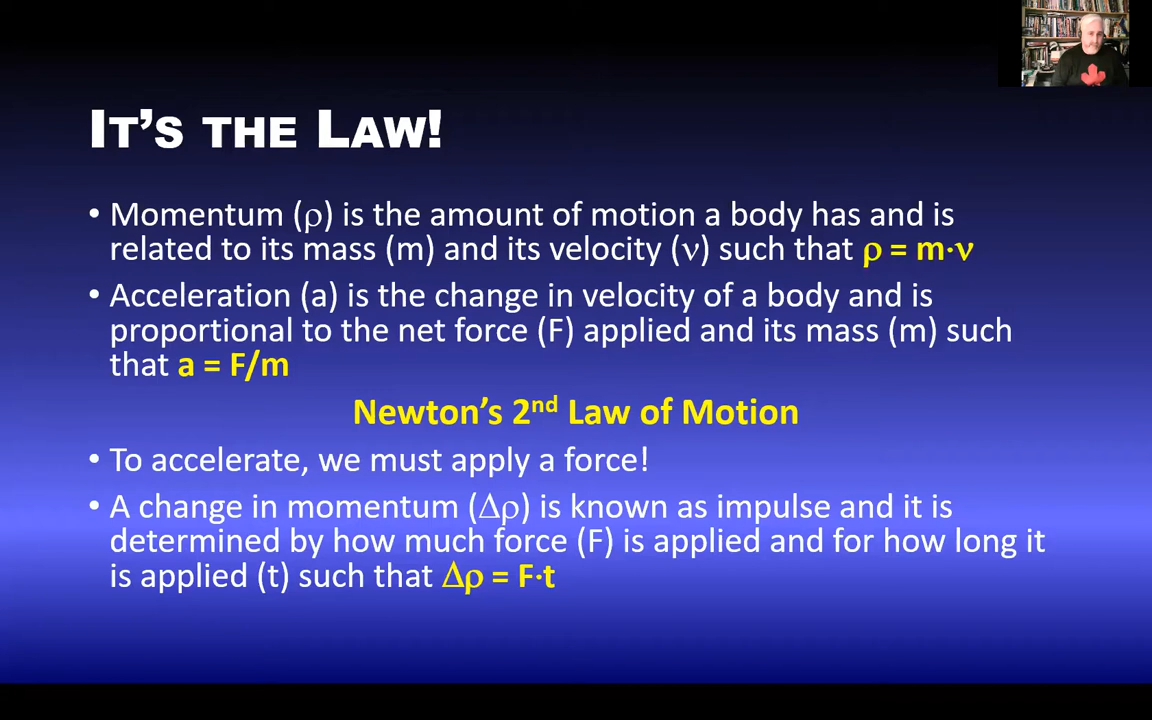 IT'S THE LAW!
• Momentum (ρ) is the amount of motion a body has and is
related to its mass (m) and its velocity (ν) such that ρ = m·ν
• Acceleration (a) is the change in velocity of a body and is
proportional to the net force (F) applied and its mass (m) such
that a = F/m
Newton's 2nd Law of Motion
• To accelerate, we must apply a force!
• A change in momentum (Δρ) is known as impulse and it is
determined by how much force (F) is applied and for how long it
is applied (t) such that Δρ = F·t